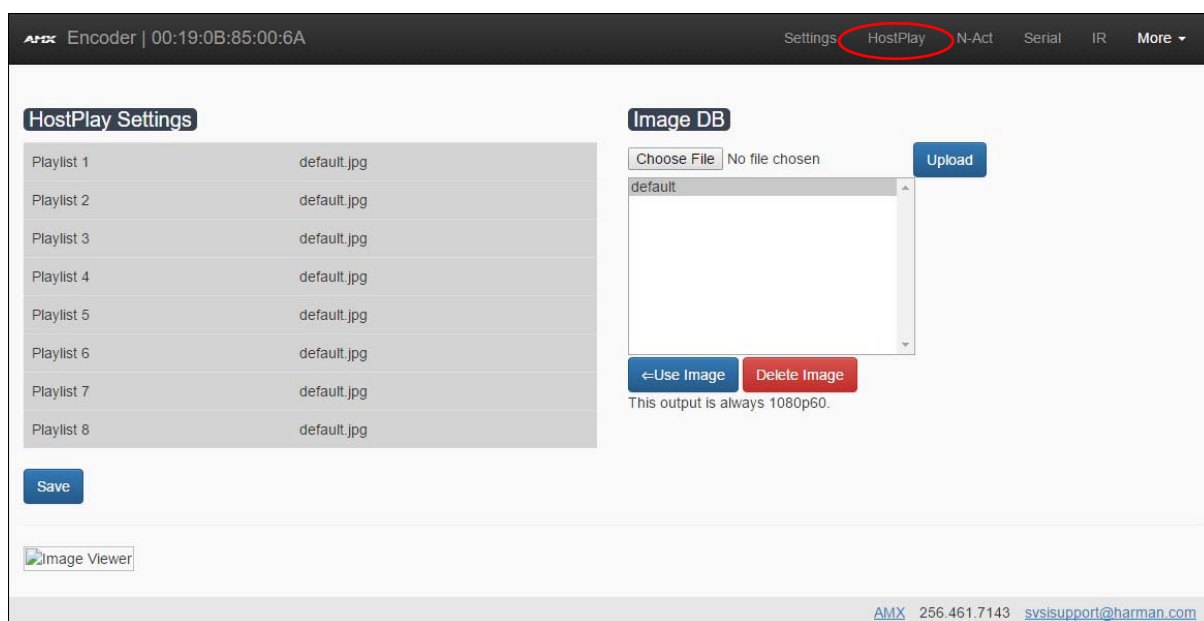 AMX Encoder | 00:19:0B:85:00:6A Settings HostPlay N-Act Serial IR More
HostPlay Settings
Playlist 1 default.jpg
Playlist 2 default.jpg
Playlist 3 default.jpg
Playlist 4 default.jpg
Playlist 5 default.jpg
Playlist 6 default.jpg
Playlist 7 default.jpg
Playlist 8 default.jpg
Save
Image DB
Choose File No file chosen Upload
default
⇐Use Image Delete Image
This output is always 1080p60.
Image Viewer
AMX 256.461.7143 svsisupport@harman.com